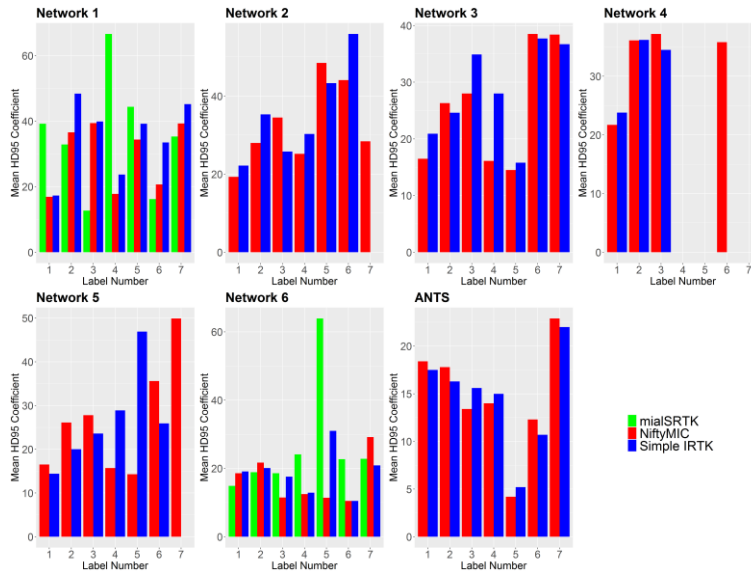 Network 1
Mean HD95 Coefficient
60
40
20
0
1 2 3 4 5 6 7
Label Number
Network 2
Mean HD95 Coefficient
50
40
30
20
10
0
1 2 3 4 5 6 7
Label Number
Network 3
Mean HD95 Coefficient
40
30
20
10
0
1 2 3 4 5 6 7
Label Number
Network 4
Mean HD95 Coefficient
30
20
10
0
1 2 3 4 5 6 7
Label Number
Network 5
Mean HD95 Coefficient
50
40
30
20
10
0
1 2 3 4 5 6 7
Label Number
Network 6
Mean HD95 Coefficient
60
40
20
0
1 2 3 4 5 6 7
Label Number
ANTS
Mean HD95 Coefficient
20
15
10
5
0
1 2 3 4 5 6 7
Label Number
mialSRTK
NiftyMIC
Simple IRTK